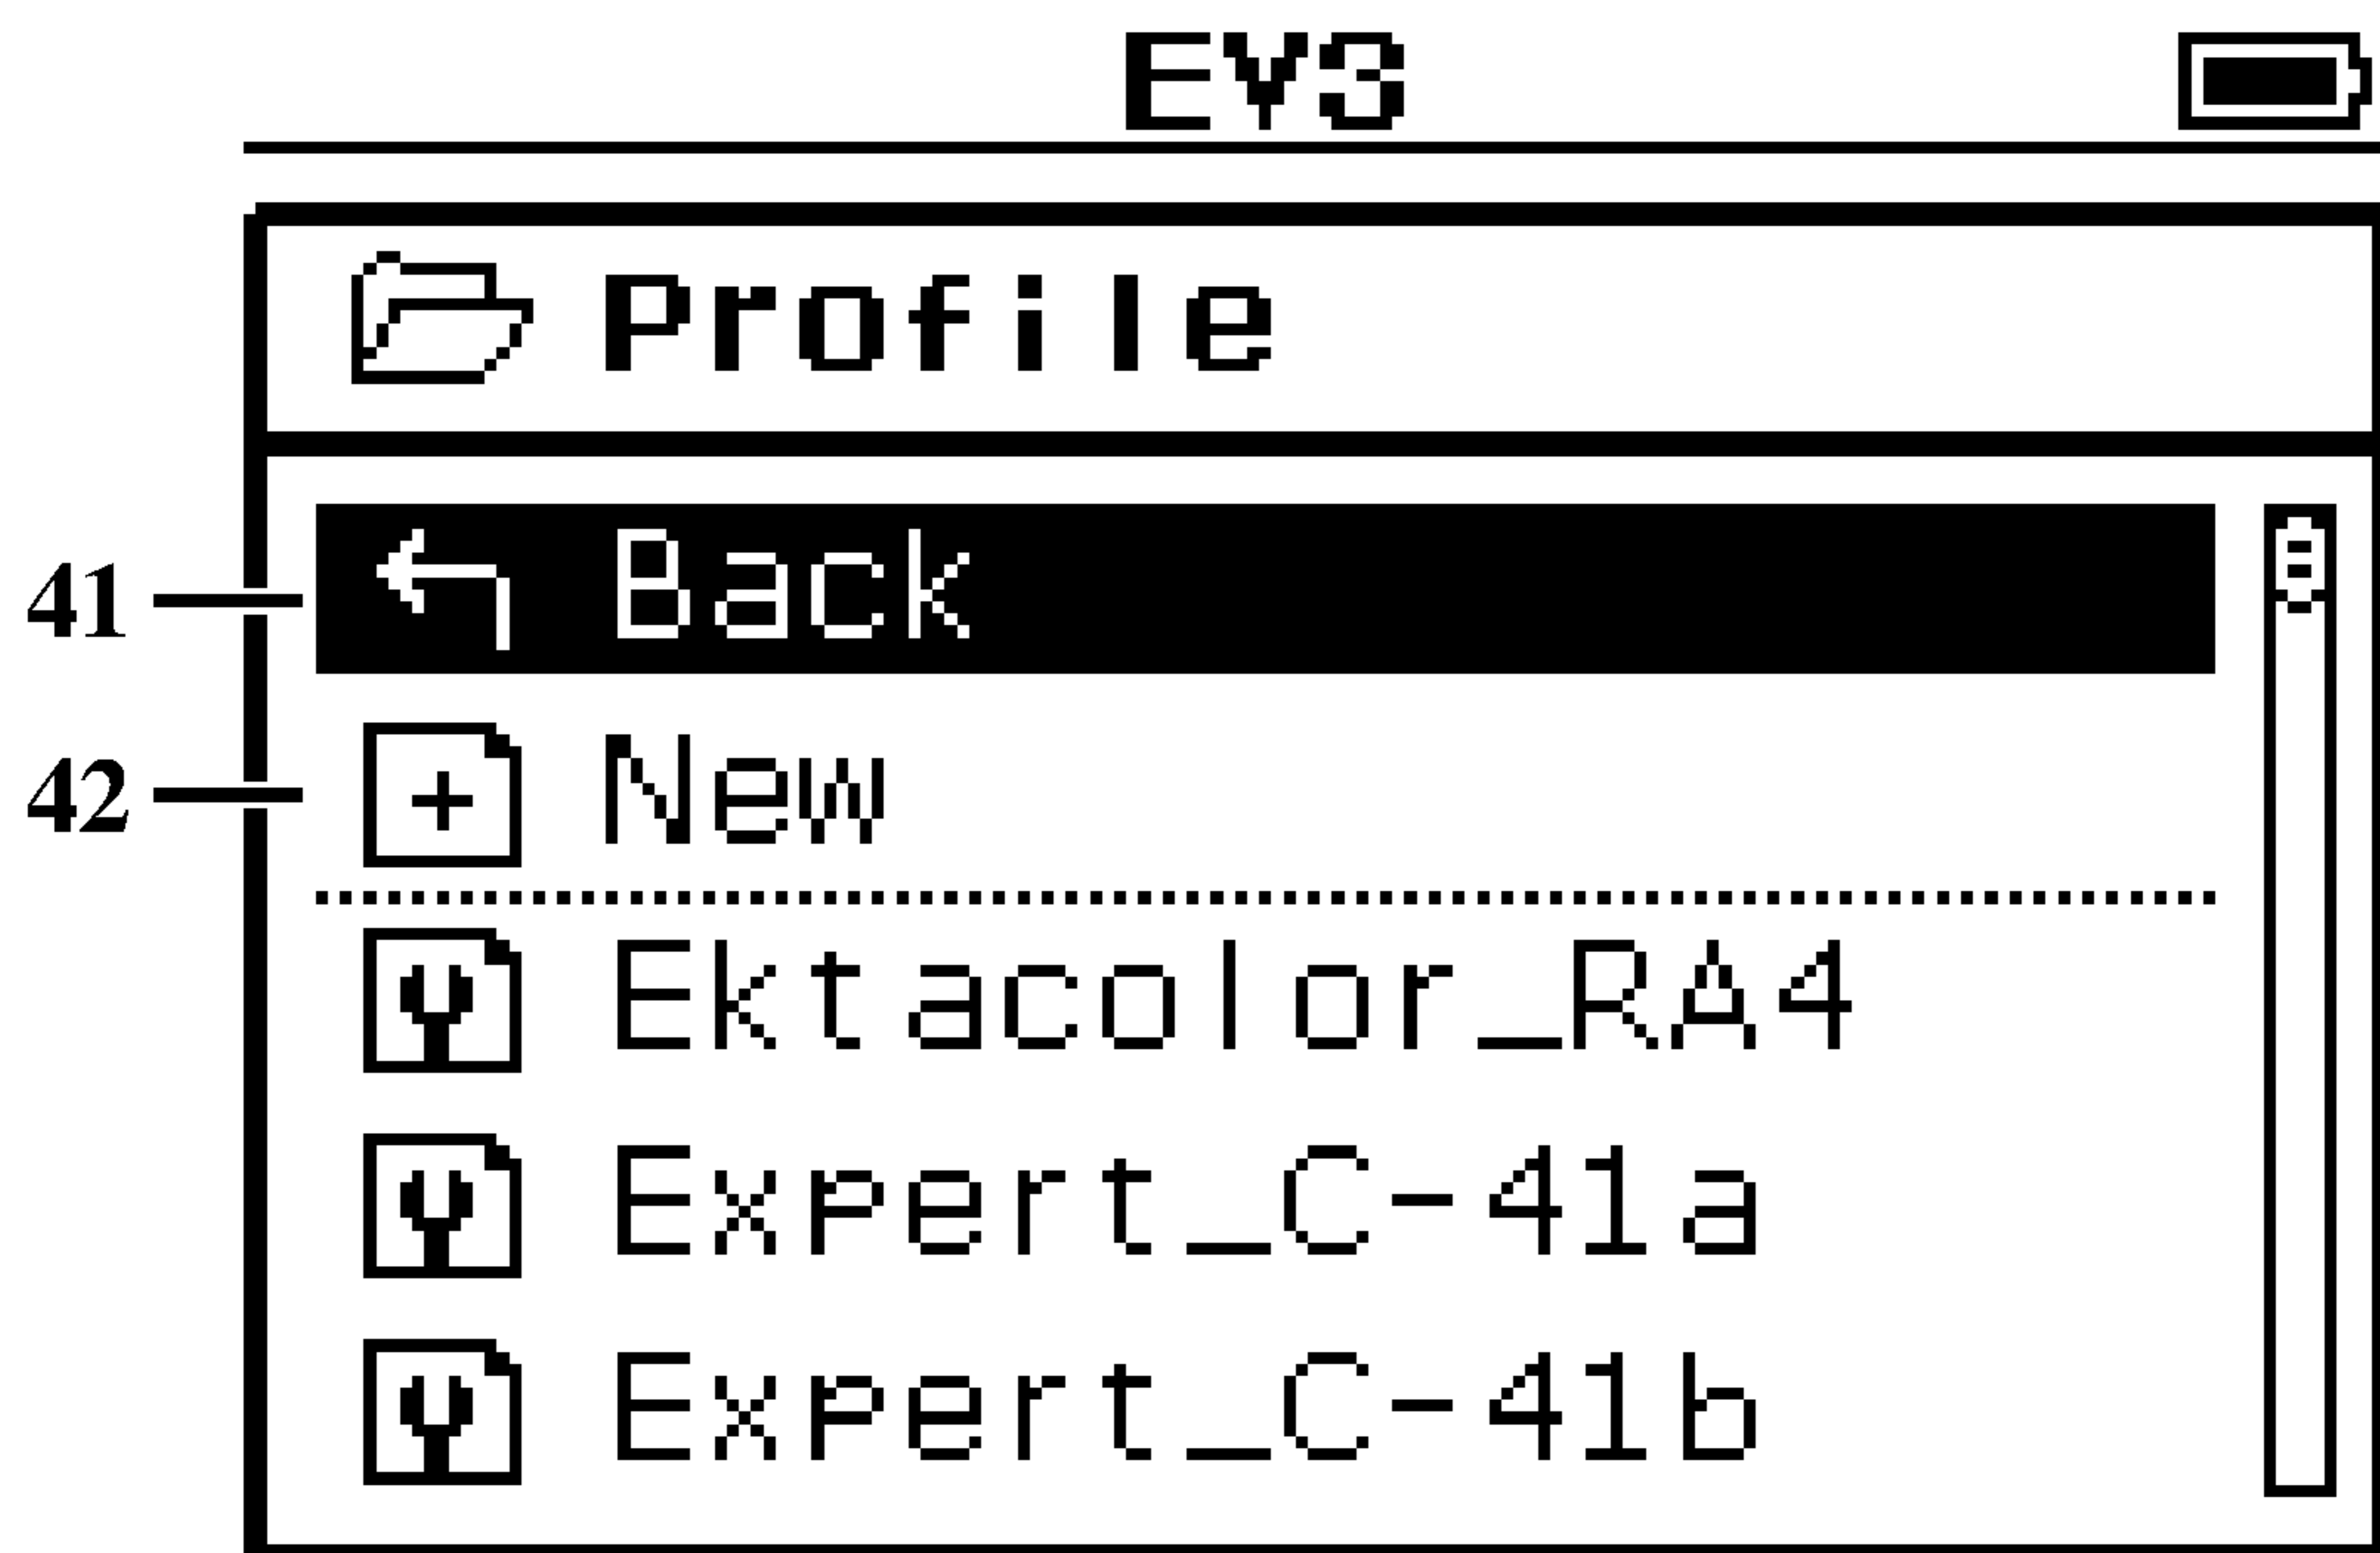 EV3
Profile
41 Back
42 New
Ektacolor_RA4
Expert_C-41a
Expert_C-41b